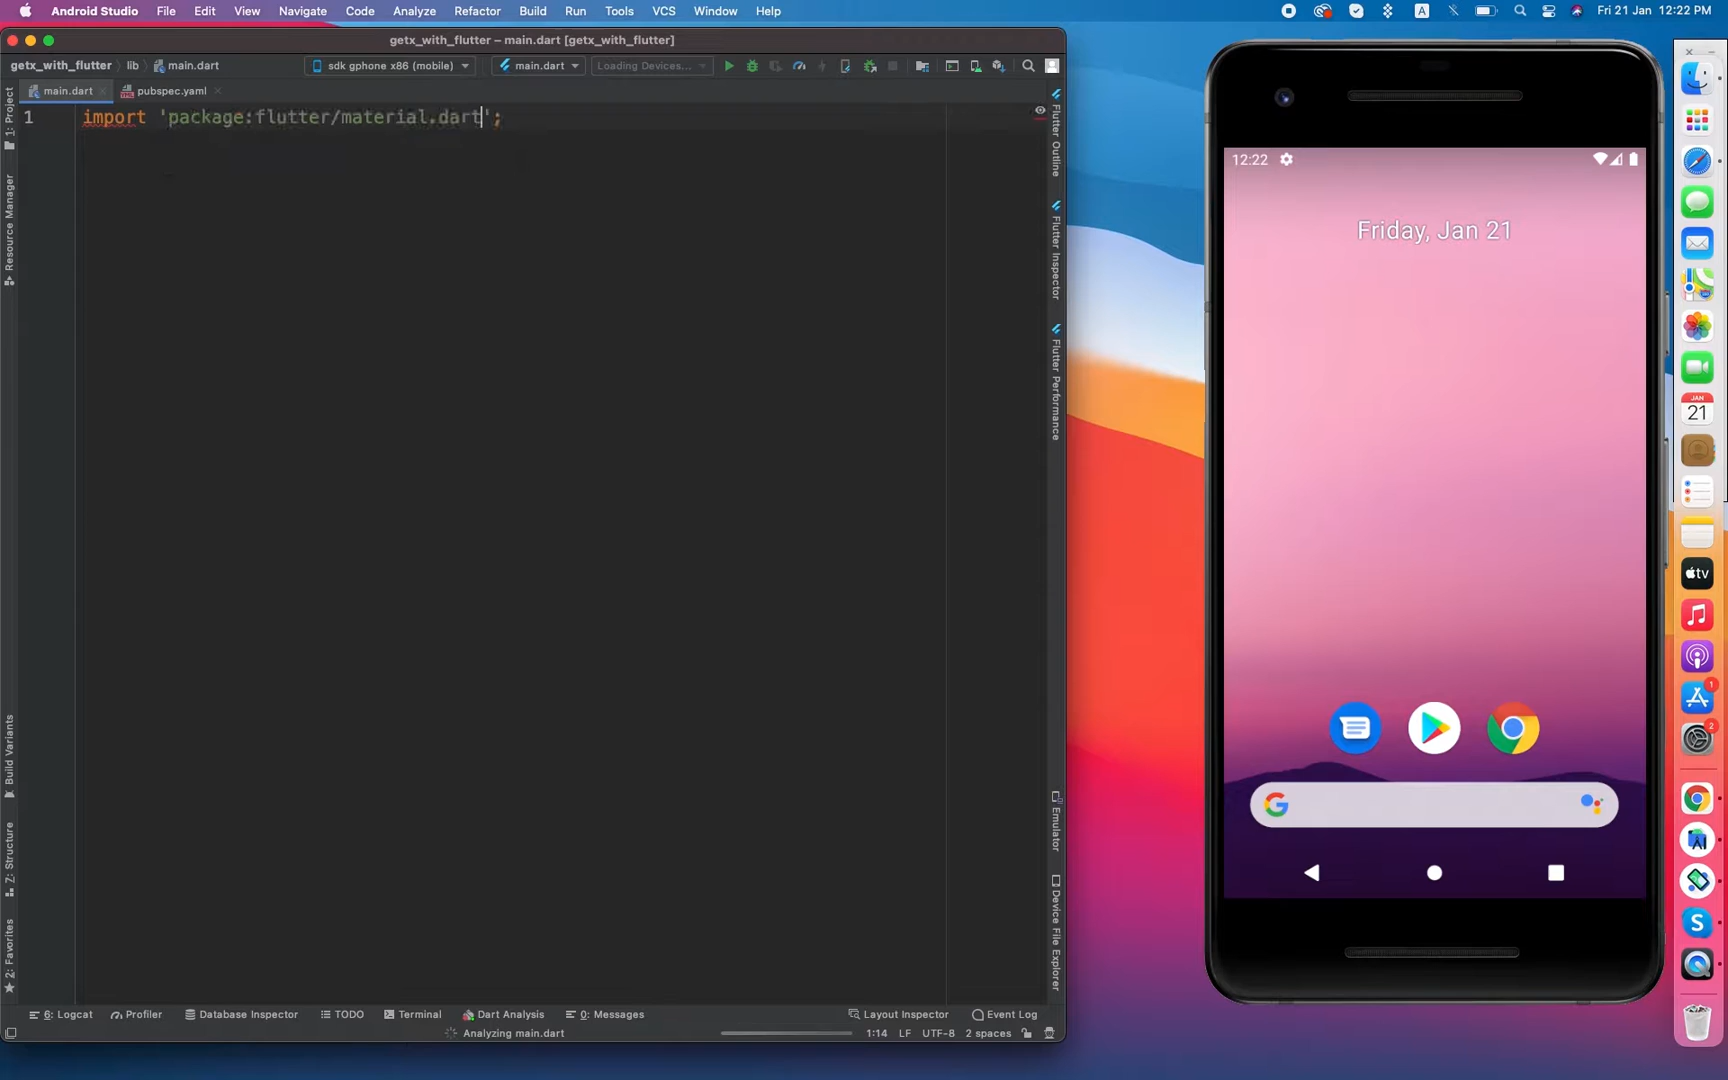 Android Studio File Edit View Navigate Code Analyze Refactor Build Run Tools VCS Window Help A Fri 21 Jan 12:22 PM
getx_with_flutter – main.dart [getx_with_flutter]
getx_with_flutter lib main.dart sdk gphone x86 (mobile) main.dart Loading Devices...
main.dart pubspec.yaml
1 import 'package:flutter/material.dart';
1: Project
Resource Manager
Build Variants
7: Structure
2: Favorites
Flutter Outline
Flutter Inspector
Flutter Performance
Emulator
Device File Explorer
6: Logcat Profiler Database Inspector TODO Terminal Dart Analysis 0: Messages Layout Inspector Event Log
Analyzing main.dart 1:14 LF UTF-8 2 spaces
12:22
Friday, Jan 21
G
JAN
21
tv
1
2
S